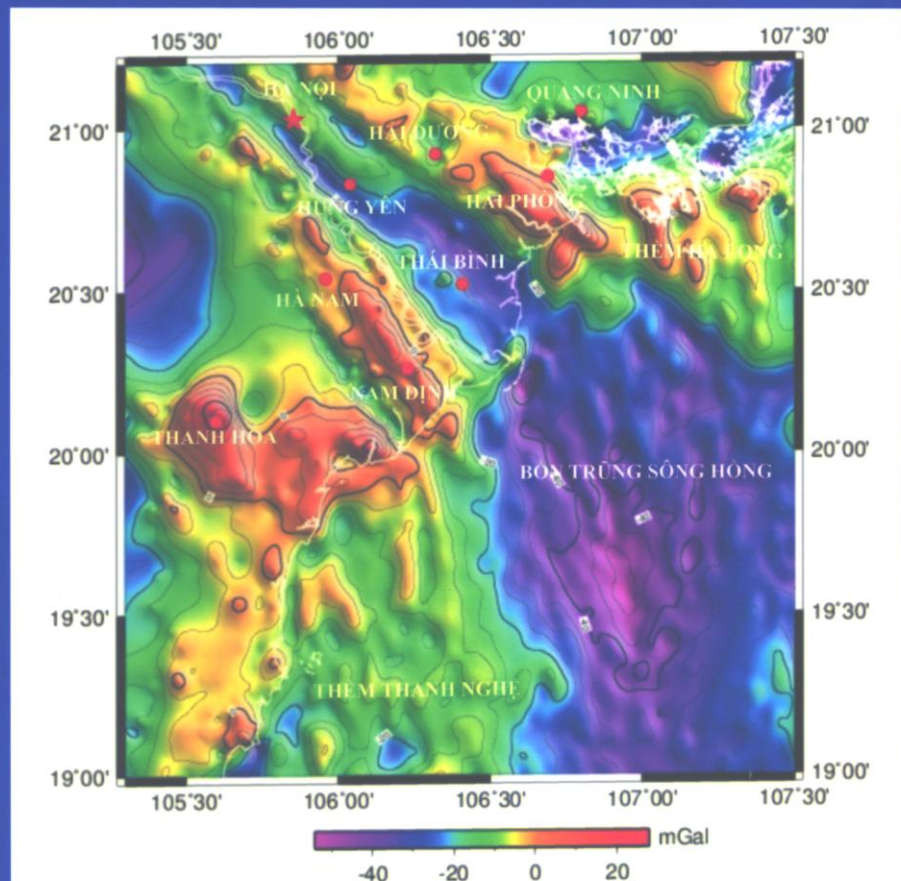 105˚30' 106˚00' 106˚30' 107˚00' 107˚30'
HÀ NỘI
QUẢNG NINH
21˚00' 21˚00'
HẢI DƯƠNG
HƯNG YÊN
HẢI PHÒNG
THỀM HẠ LONG
THÁI BÌNH
20˚30' 20˚30'
HÀ NAM
NAM ĐỊNH
THANH HÓA
20˚00' 20˚00'
BỒN TRŨNG SÔNG HỒNG
19˚30' 19˚30'
THỀM THANH NGHỆ
19˚00' 19˚00'
105˚30' 106˚00' 106˚30' 107˚00' 107˚30'
mGal
-40 -20 0 20